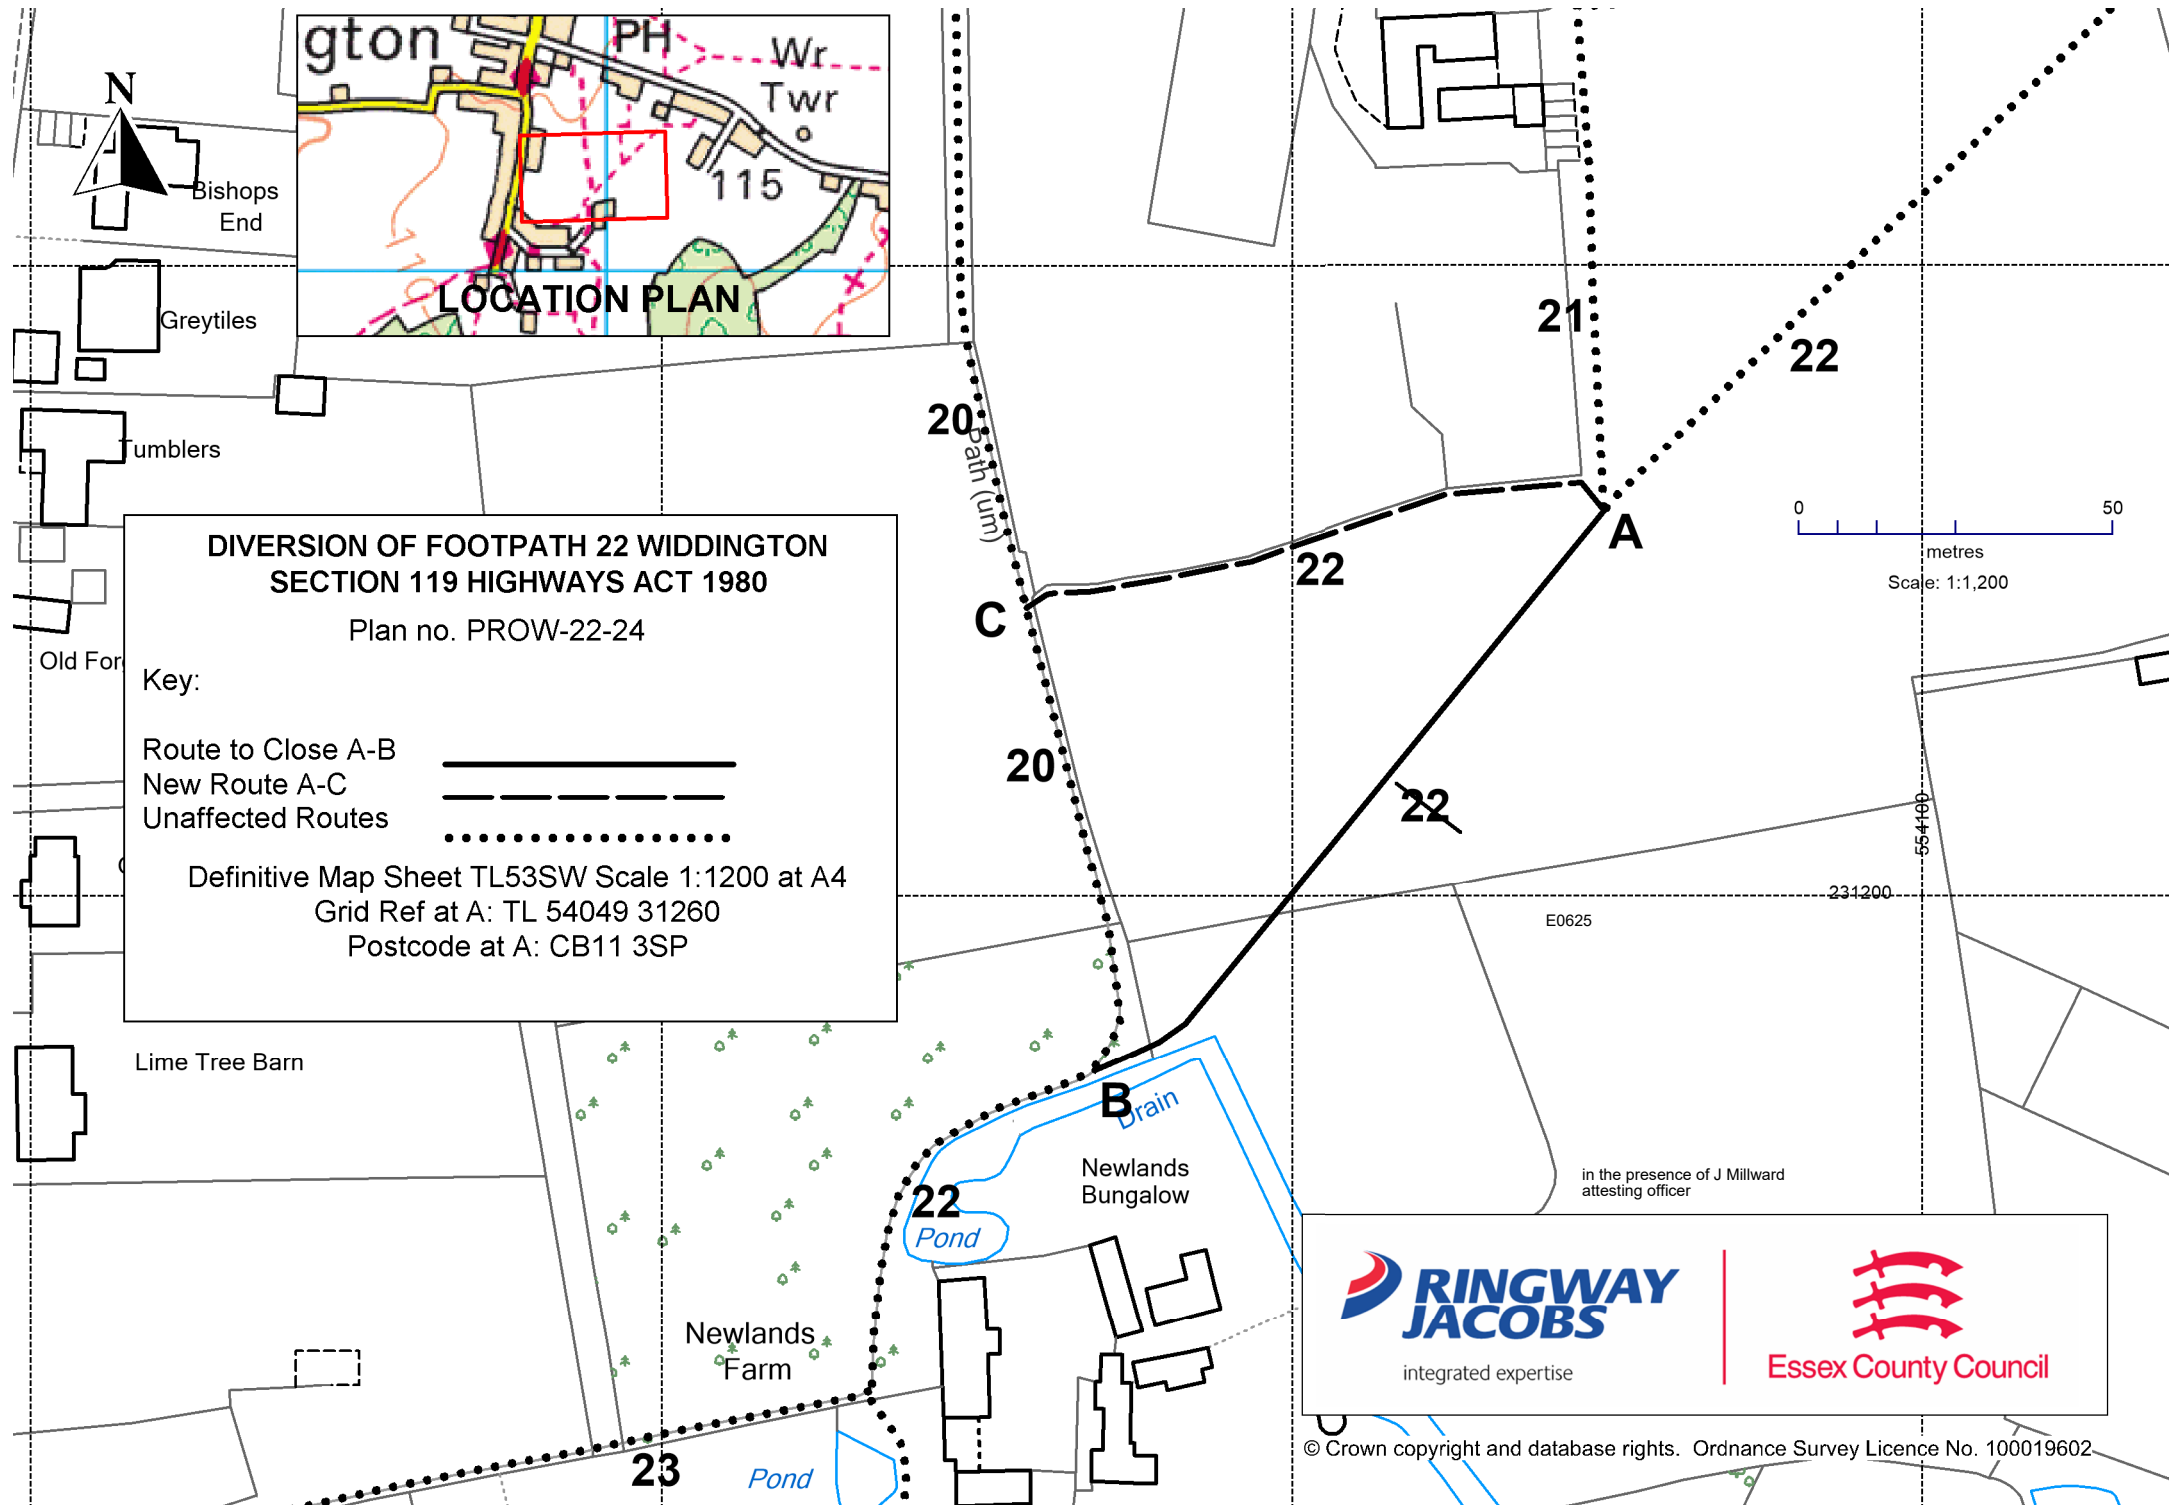 N
gton
PH
Wr
Twr
115
110
LOCATION PLAN
Bishops
End
Greytiles
Tumblers
21
22
20
Path (um)
A
0 50
metres
Scale: 1:1,200
22
C
DIVERSION OF FOOTPATH 22 WIDDINGTON
SECTION 119 HIGHWAYS ACT 1980
Plan no. PROW-22-24
Key:
Route to Close A-B
New Route A-C
Unaffected Routes
Definitive Map Sheet TL53SW Scale 1:1200 at A4
Grid Ref at A: TL 54049 31260
Postcode at A: CB11 3SP
Old For
20
22
554100
231200
E0625
Lime Tree Barn
B
Drain
Newlands
Bungalow
22
Pond
in the presence of J Millward
attesting officer
Newlands
Farm
23
Pond
RINGWAY
JACOBS
integrated expertise
Essex County Council
© Crown copyright and database rights. Ordnance Survey Licence No. 100019602